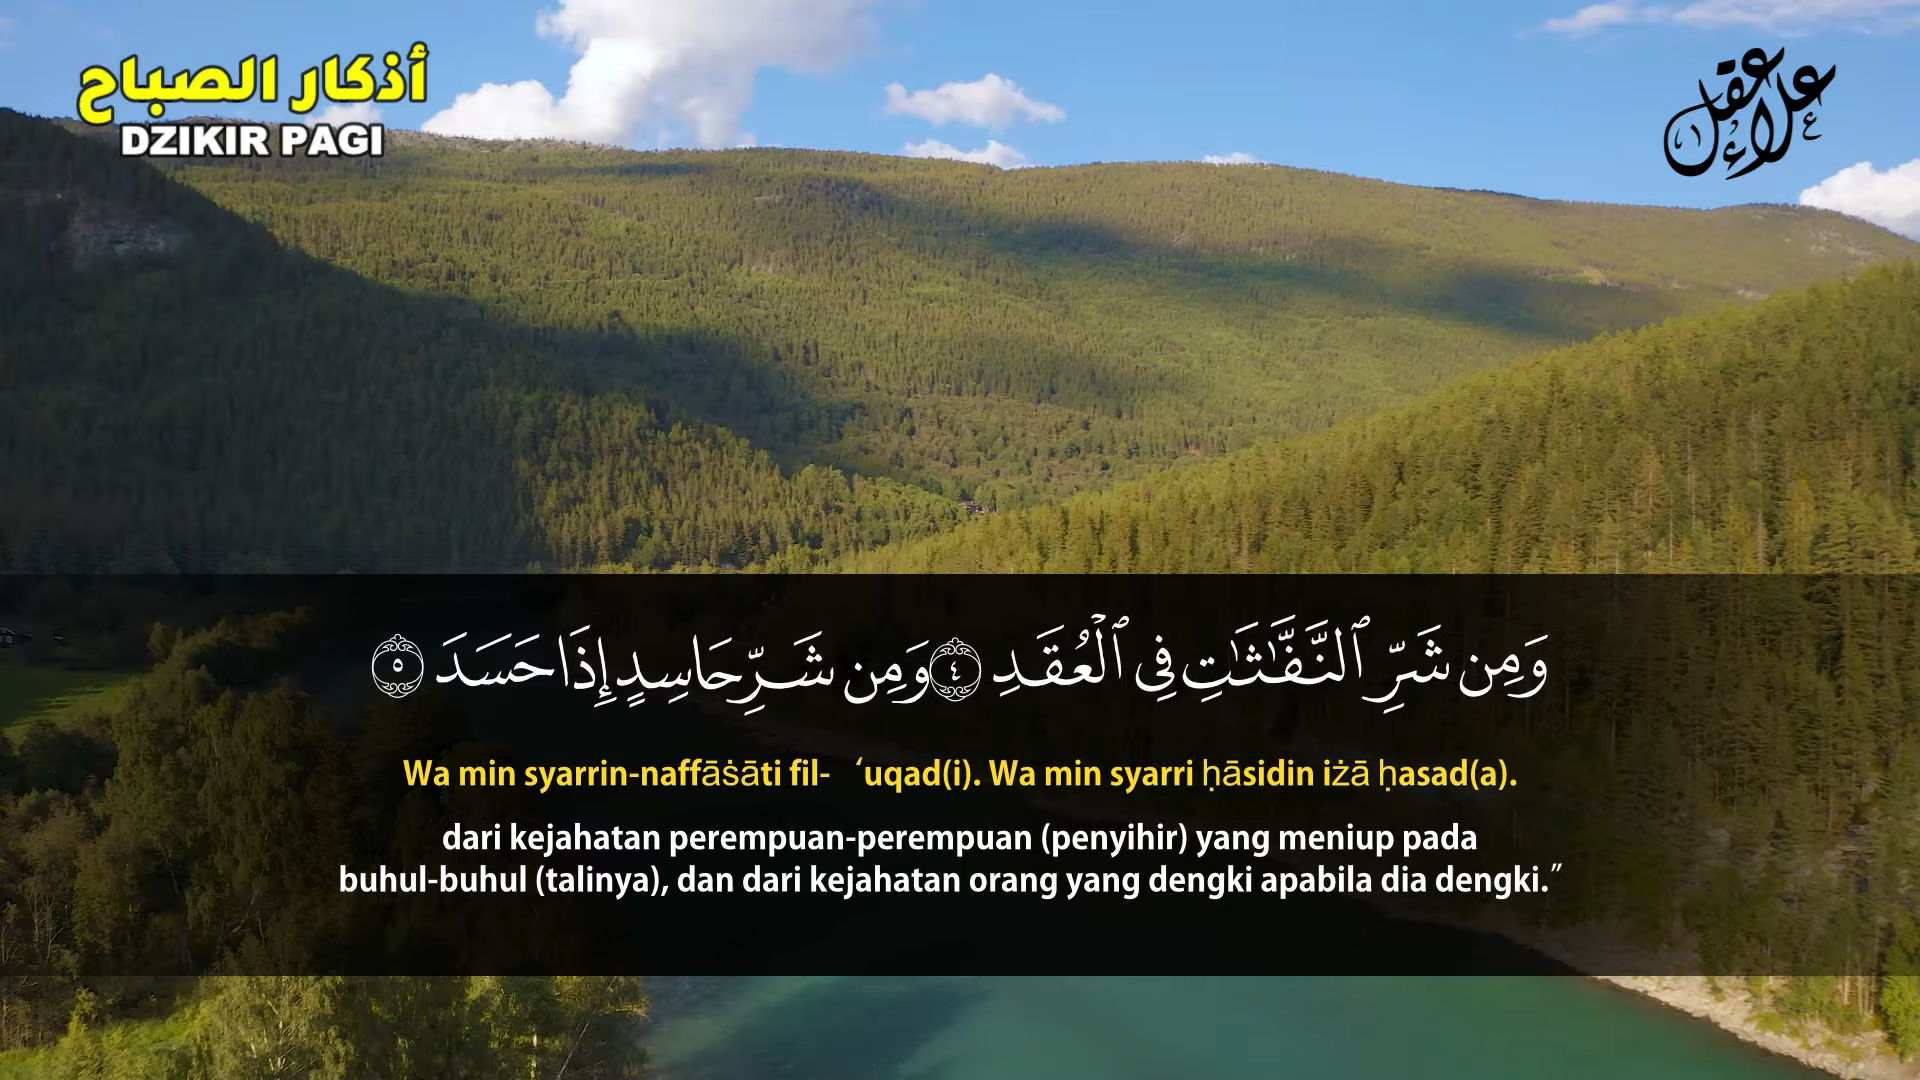 أذكار الصباح
DZIKIR PAGI
علاء عقل
وَمِن شَرِّ ٱلنَّفَّٰثَٰتِ فِي ٱلْعُقَدِ ٤ وَمِن شَرِّ حَاسِدٍ إِذَا حَسَدَ ٥
Wa min syarrin-naffāṡāti fil- ‘uqad(i). Wa min syarri ḥāsidin iżā ḥasad(a).
dari kejahatan perempuan-perempuan (penyihir) yang meniup pada
buhul-buhul (talinya), dan dari kejahatan orang yang dengki apabila dia dengki.”